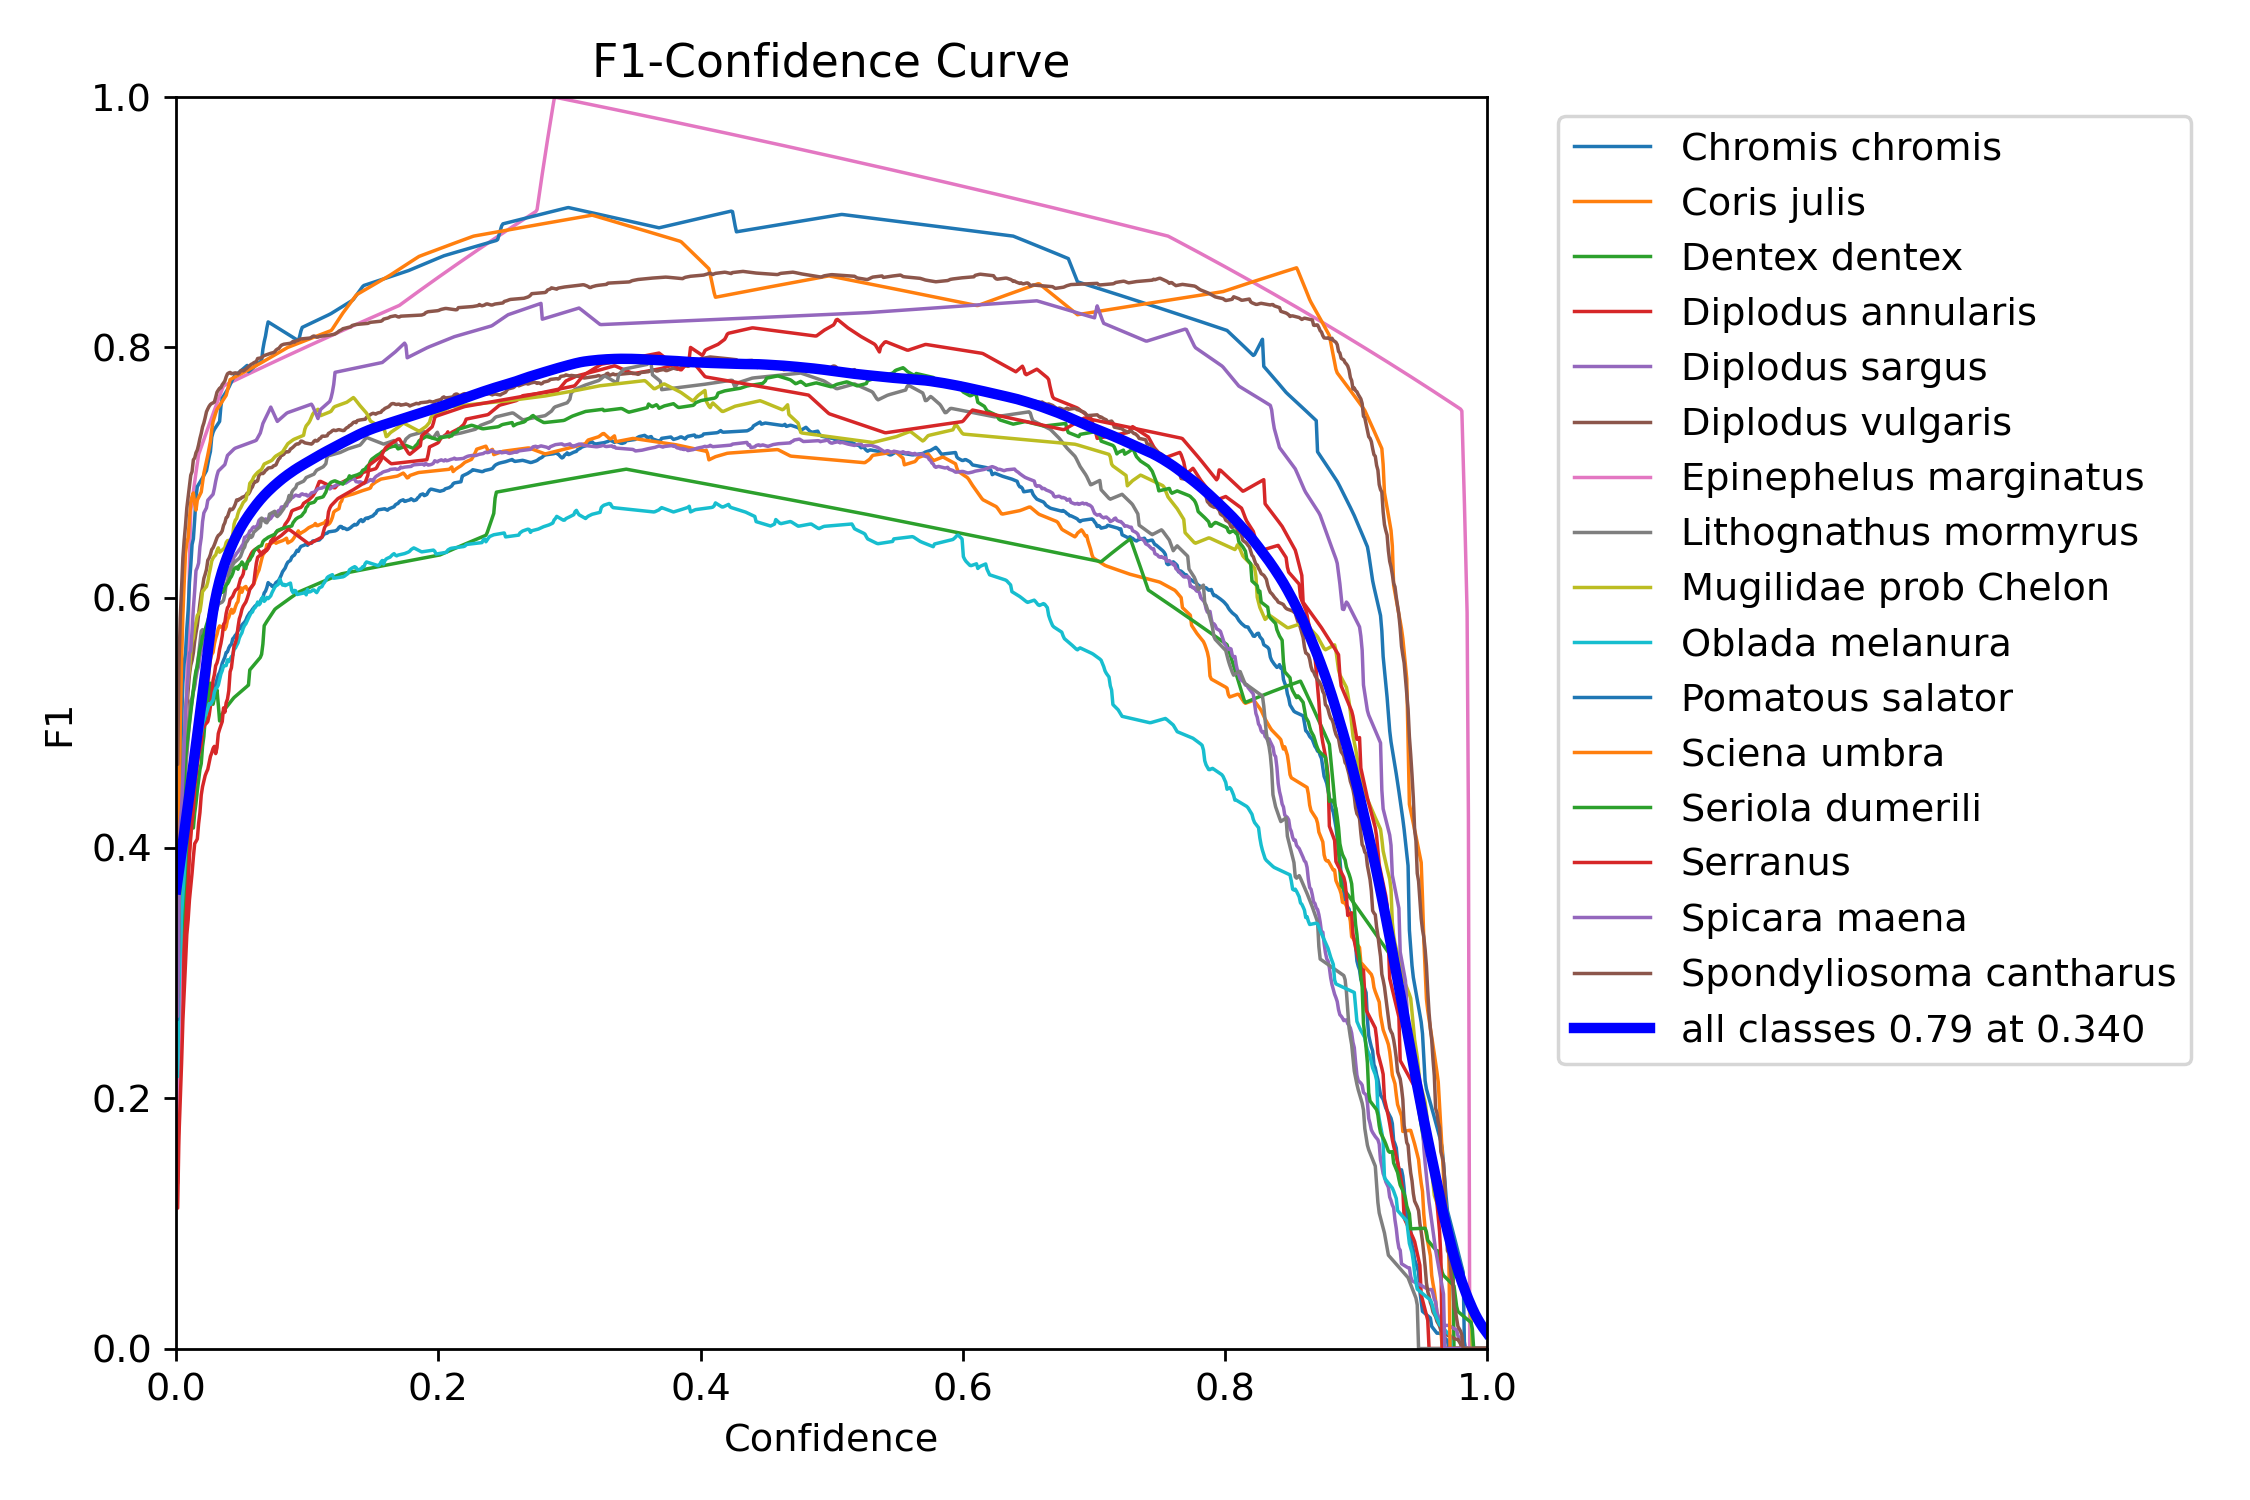 F1-Confidence Curve
1.0
0.8
0.6
0.4
0.2
0.0
F1
0.0 0.2 0.4 0.6 0.8 1.0
Confidence
Chromis chromis
Coris julis
Dentex dentex
Diplodus annularis
Diplodus sargus
Diplodus vulgaris
Epinephelus marginatus
Lithognathus mormyrus
Mugilidae prob Chelon
Oblada melanura
Pomatous salator
Sciena umbra
Seriola dumerili
Serranus
Spicara maena
Spondyliosoma cantharus
all classes 0.79 at 0.340